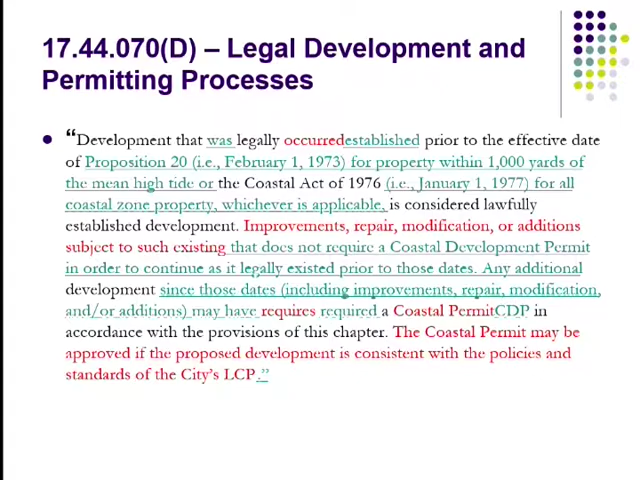 17.44.070(D) – Legal Development and
Permitting Processes
“Development that was legally occurredestablished prior to the effective date
of Proposition 20 (i.e., February 1, 1973) for property within 1,000 yards of
the mean high tide or the Coastal Act of 1976 (i.e., January 1, 1977) for all
coastal zone property, whichever is applicable, is considered lawfully
established development. Improvements, repair, modification, or additions
subject to such existing that does not require a Coastal Development Permit
in order to continue as it legally existed prior to those dates. Any additional
development since those dates (including improvements, repair, modification,
and/or additions) may have requires required a Coastal PermitCDP in
accordance with the provisions of this chapter. The Coastal Permit may be
approved if the proposed development is consistent with the policies and
standards of the City’s LCP.”